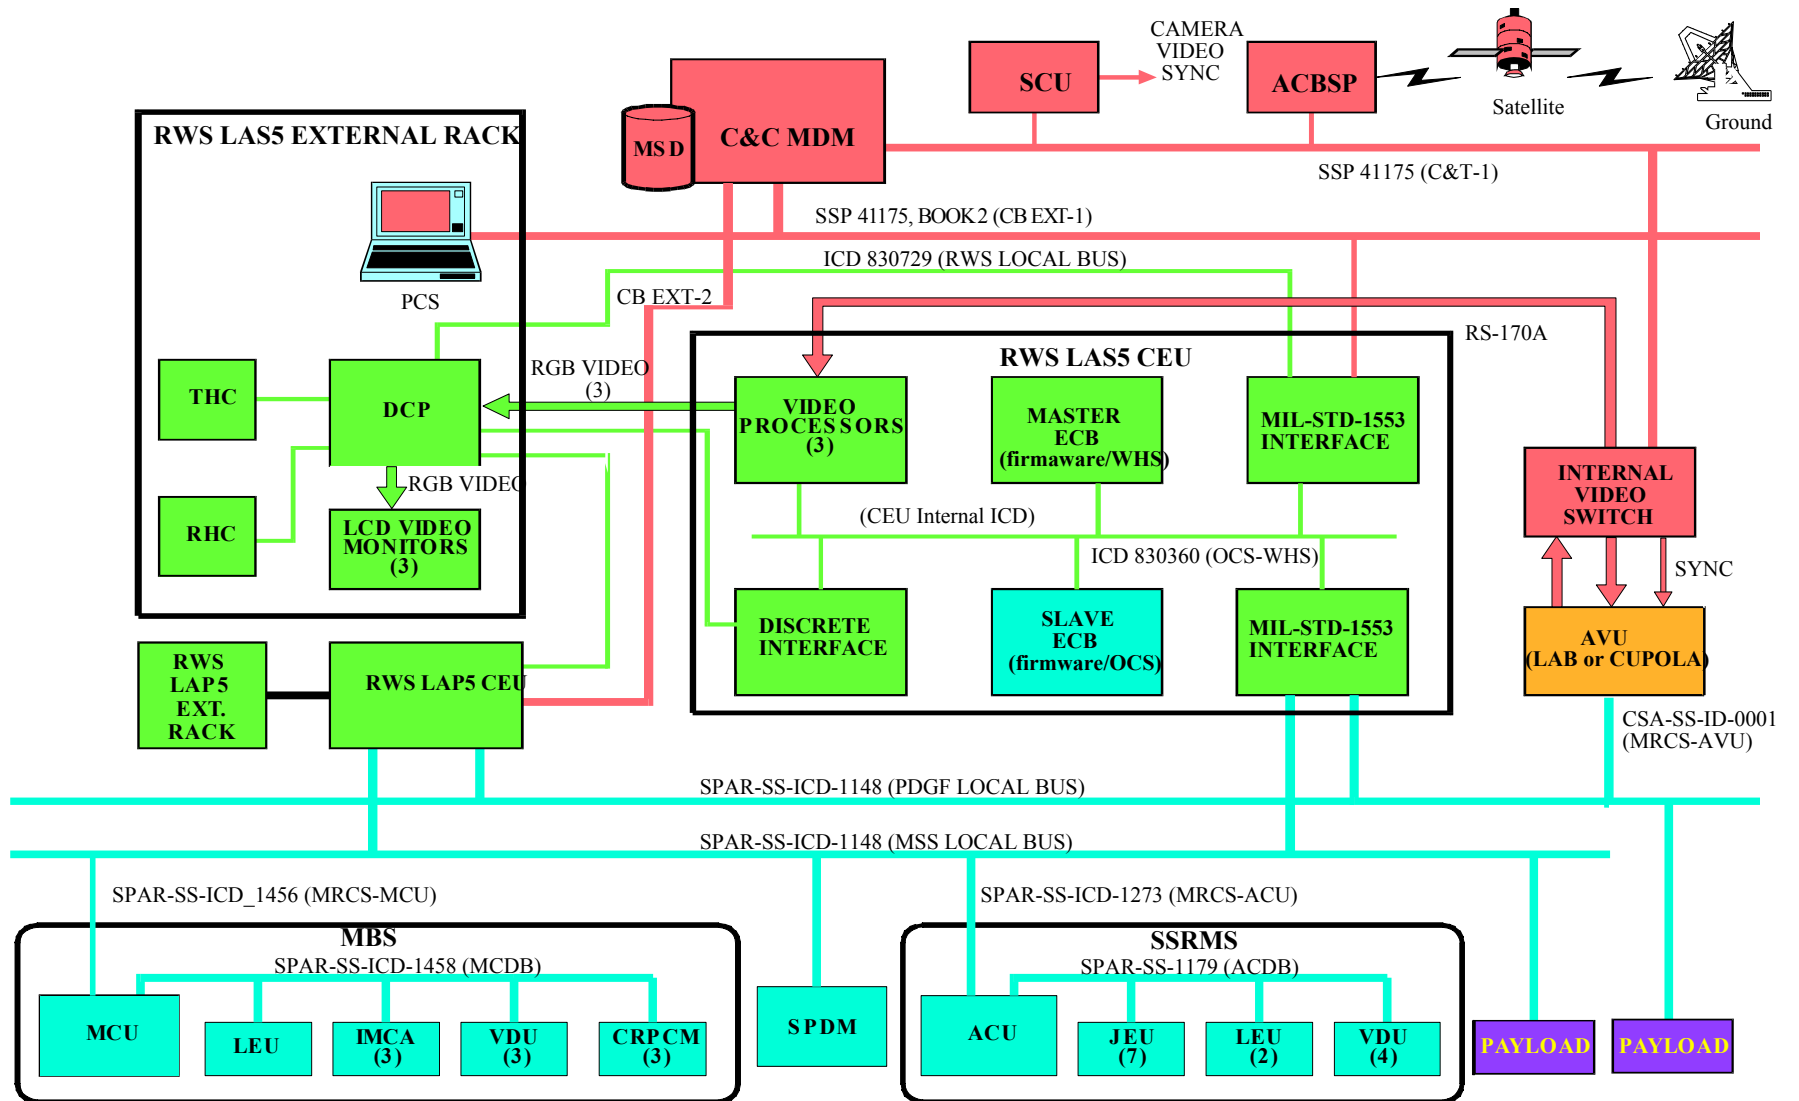 CAMERA
VIDEO
SYNC
SCU
ACBSP
Satellite
Ground
RWS LAS5 EXTERNAL RACK
MSD
C&C MDM
SSP 41175 (C&T-1)
SSP 41175, BOOK2 (CB EXT-1)
ICD 830729 (RWS LOCAL BUS)
PCS
CB EXT-2
RS-170A
RWS LAS5 CEU
RGB VIDEO
(3)
THC
DCP
VIDEO
PROCESSORS
(3)
MASTER
ECB
(firmaware/WHS)
MIL-STD-1553
INTERFACE
RGB VIDEO
INTERNAL
VIDEO
SWITCH
RHC
LCD VIDEO
MONITORS
(3)
(CEU Internal ICD)
ICD 830360 (OCS-WHS)
SYNC
DISCRETE
INTERFACE
SLAVE
ECB
(firmware/OCS)
MIL-STD-1553
INTERFACE
AVU
(LAB or CUPOLA)
RWS
LAP5
EXT.
RACK
RWS LAP5 CEU
CSA-SS-ID-0001
(MRCS-AVU)
SPAR-SS-ICD-1148 (PDGF LOCAL BUS)
SPAR-SS-ICD-1148 (MSS LOCAL BUS)
SPAR-SS-ICD_1456 (MRCS-MCU)
SPAR-SS-ICD-1273 (MRCS-ACU)
MBS
SPAR-SS-ICD-1458 (MCDB)
MCU
LEU
IMCA
(3)
VDU
(3)
CRPCM
(3)
SPDM
SSRMS
SPAR-SS-1179 (ACDB)
ACU
JEU
(7)
LEU
(2)
VDU
(4)
PAYLOAD
PAYLOAD